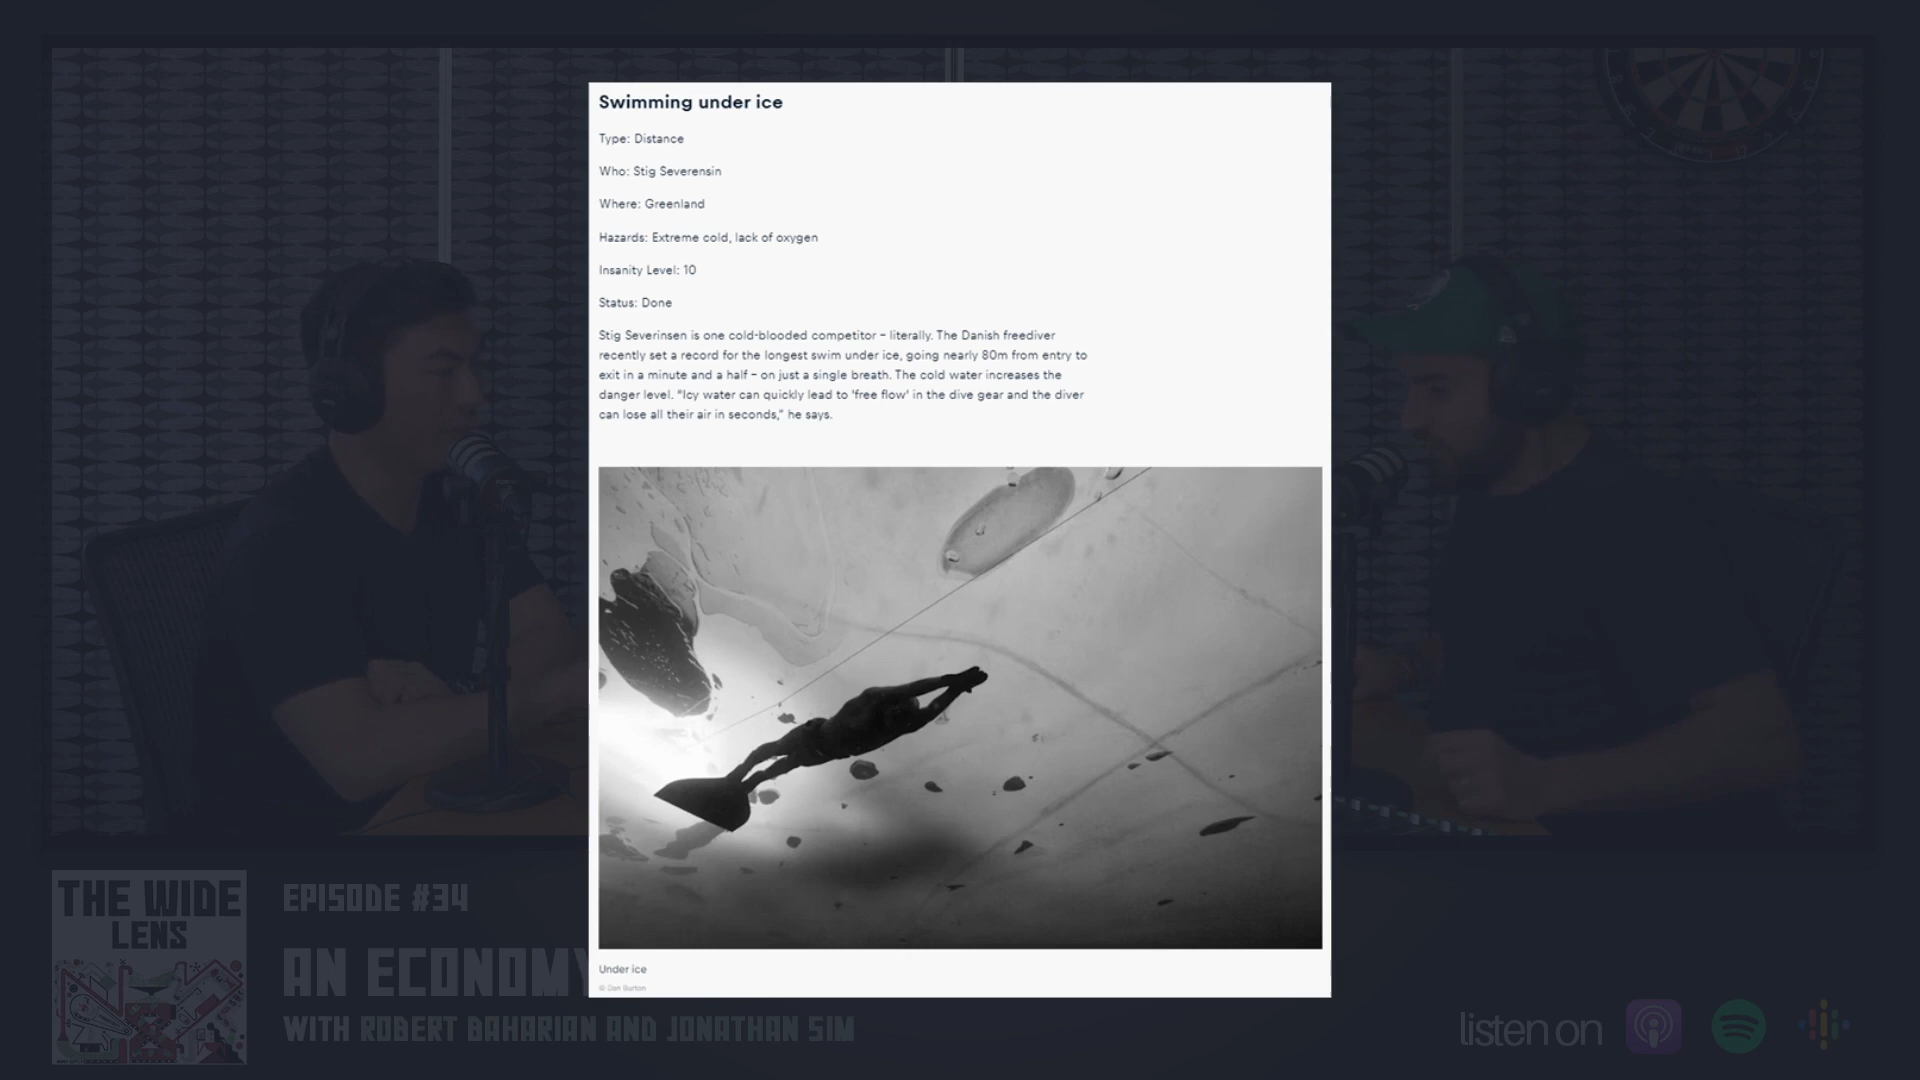 Swimming under ice
Type: Distance
Who: Stig Severensin
Where: Greenland
Hazards: Extreme cold, lack of oxygen
Insanity Level: 10
Status: Done
Stig Severinsen is one cold-blooded competitor – literally. The Danish freediver
recently set a record for the longest swim under ice, going nearly 80m from entry to
exit in a minute and a half – on just a single breath. The cold water increases the
danger level. "Icy water can quickly lead to 'free flow' in the dive gear and the diver
can lose all their air in seconds," he says.
Under ice
© Dan Burton
THE WIDE
LENS
EPISODE #34
AN ECONOMY
WITH ROBERT BAHARIAN AND JONATHAN SIM
listen on